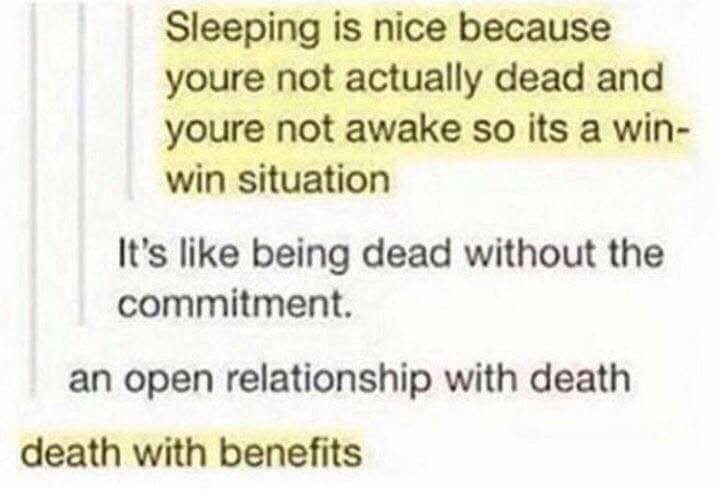 Sleeping is nice because
youre not actually dead and
youre not awake so its a win-
win situation
It's like being dead without the
commitment.
an open relationship with death
death with benefits